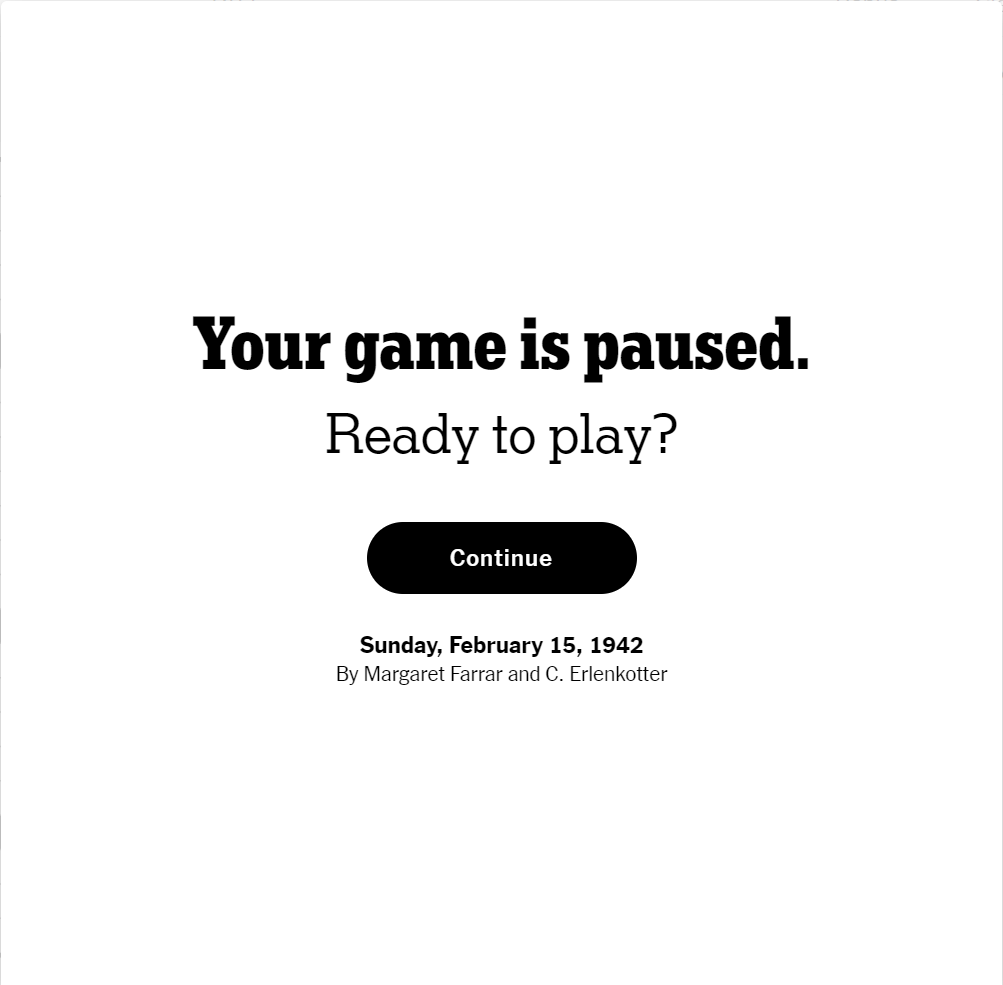 Your game is paused.
Ready to play?
Continue
Sunday, February 15, 1942
By Margaret Farrar and C. Erlenkotter